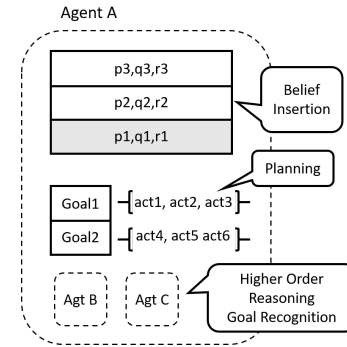 Agent A
p3,q3,r3
p2,q2,r2
p1,q1,r1
Belief
Insertion
Planning
Goal1
act1, act2, act3
Goal2
act4, act5 act6
Agt B
Agt C
Higher Order
Reasoning
Goal Recognition